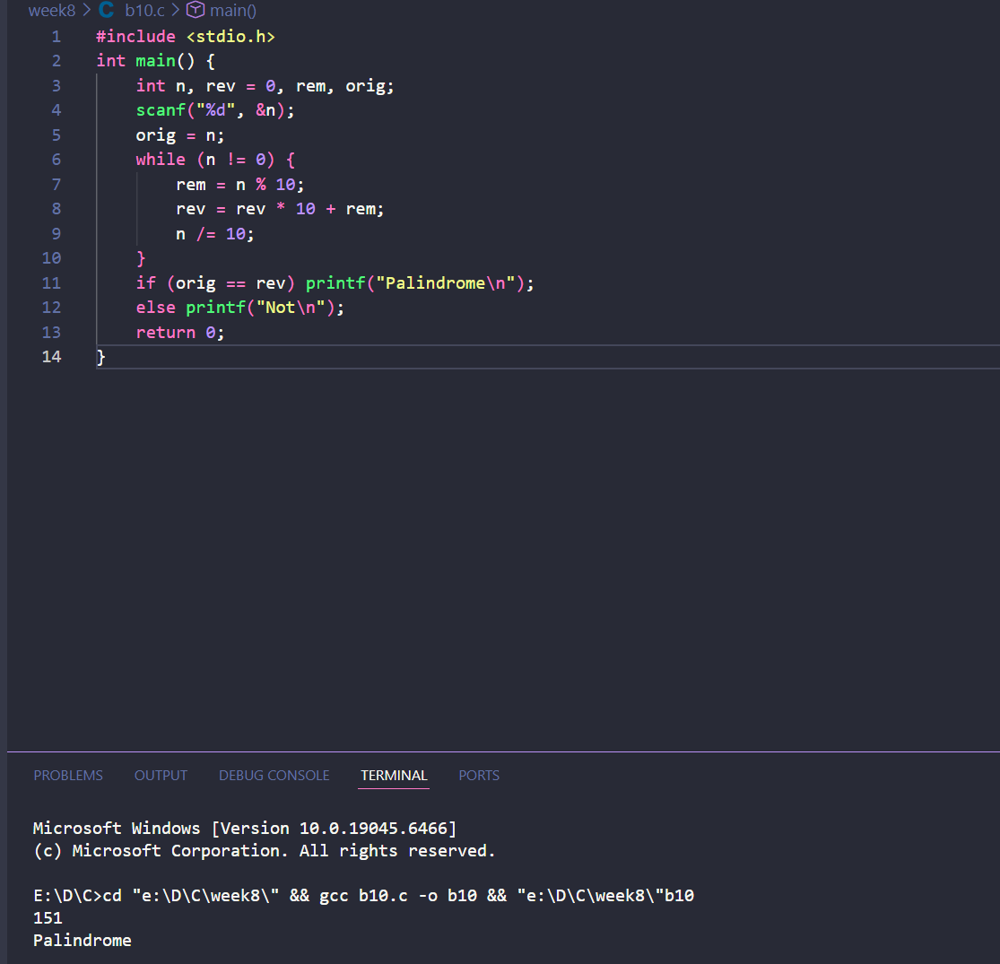 week8 > C b10.c > main()
1 #include <stdio.h>
2 int main() {
3     int n, rev = 0, rem, orig;
4     scanf("%d", &n);
5     orig = n;
6     while (n != 0) {
7         rem = n % 10;
8         rev = rev * 10 + rem;
9         n /= 10;
10     }
11     if (orig == rev) printf("Palindrome\n");
12     else printf("Not\n");
13     return 0;
14 }
PROBLEMS OUTPUT DEBUG CONSOLE TERMINAL PORTS
Microsoft Windows [Version 10.0.19045.6466]
(c) Microsoft Corporation. All rights reserved.
E:\D\C>cd "e:\D\C\week8\" && gcc b10.c -o b10 && "e:\D\C\week8\"b10
151
Palindrome